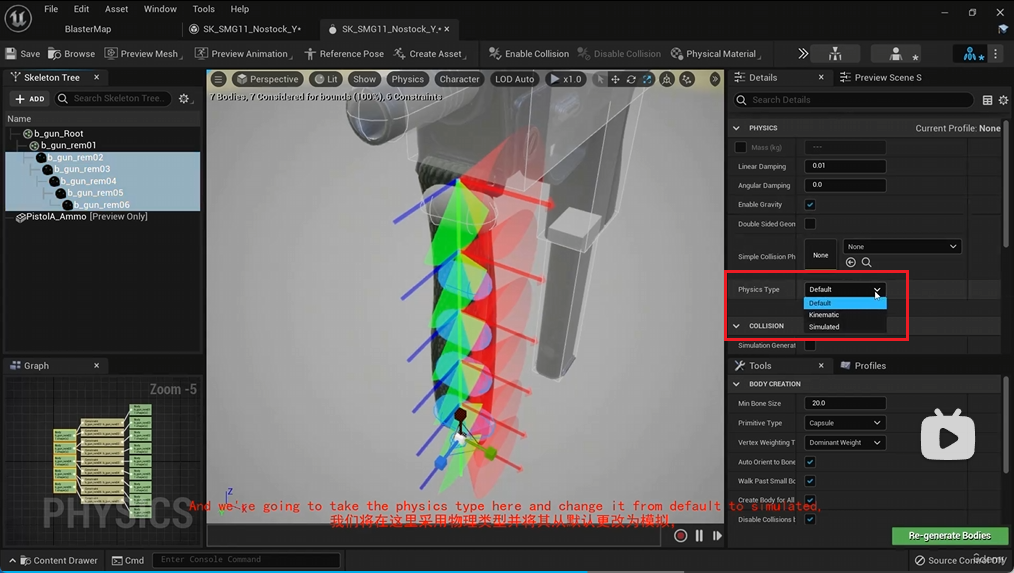 File Edit Asset Window Tools Help
BlasterMap
SK_SMG11_Nostock_Y*
SK_SMG11_Nostock_Y..*
Save Browse Preview Mesh Preview Animation Reference Pose Create Asset Enable Collision Disable Collision Physical Material
Skeleton Tree
ADD
Search Skeleton Tree..
Name
b_gun_Root
b_gun_rem01
b_gun_rem02
b_gun_rem03
b_gun_rem04
b_gun_rem05
b_gun_rem06
PistolA_Ammo [Preview Only]
Graph
Zoom -5
PHYSICS
Perspective Lit Show Physics Character LOD Auto x1.0
7 Bodies, 7 Considered for bounds (100%), 6 Constraints
Z
Details
Preview Scene S
Search Details
PHYSICS
Current Profile: None
Mass (kg)
---
Linear Damping 0.01
Angular Damping 0.0
Enable Gravity
Double Sided Geon
Simple Collision Ph
None
None
Physics Type
Default
Default
Kinematic
Simulated
COLLISION
Simulation Generat
Tools
Profiles
BODY CREATION
Min Bone Size 20.0
Primitive Type Capsule
Vertex Weighting T Dominant Weight
Auto Orient to Bone
Walk Past Small Bo
Create Body for All
Disable Collisions b
Re-generate Bodies
And we're going to take the physics type here and change it from default to simulated,
我们将在这里采用物理类型并将其从默认更改为模拟,
Content Drawer
Cmd
Enter Console Command
Source Control Off
ûdemy